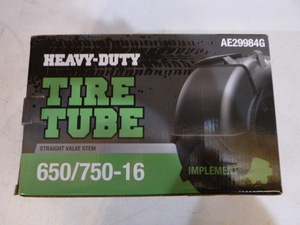 AE29984G
HEAVY-DUTY
TIRE
TUBE
STRAIGHT VALVE STEM
650/750-16
IMPLEMENT